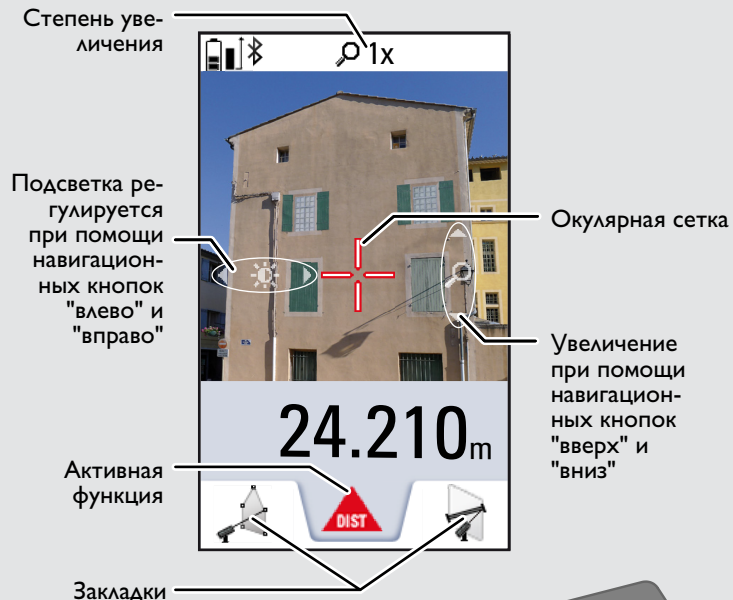 Степень уве-
личения
1x
Подсветка ре-
гулируется
при помощи
навигацион-
ных кнопок
"влево" и
"вправо"
Окулярная сетка
Увеличение
при помощи
навигацион-
ных кнопок
"вверх" и
"вниз"
24.210 m
Активная
функция
DIST
Закладки